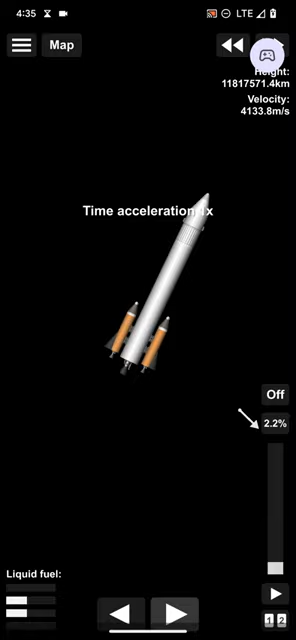 4:35
LTE
Map
Height:
11817571.4km
Velocity:
4133.8m/s
Time acceleration 1x
Off
2.2%
Liquid fuel:
1 2